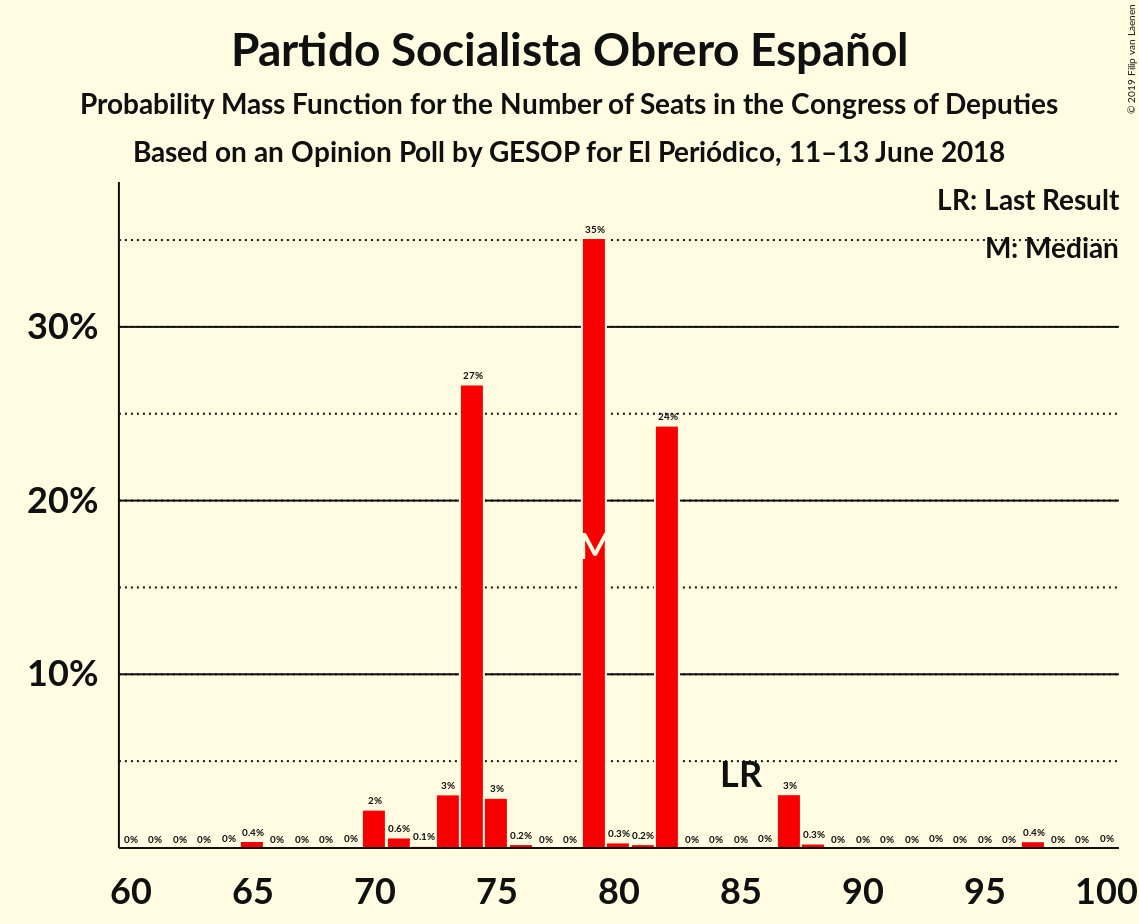 Partido Socialista Obrero Español
Probability Mass Function for the Number of Seats in the Congress of Deputies
Based on an Opinion Poll by GESOP for El Periódico, 11–13 June 2018
© 2019 Filip van Laenen
LR: Last Result
M: Median
35%
30%
27%
24%
20%
M
10%
LR
0% 0% 0% 0% 0% 0.4% 0% 0% 0% 0% 2% 0.6% 0.1% 3% 3% 0.2% 0% 0% 0.3% 0.2% 0% 0% 0% 0% 3% 0.3% 0% 0% 0% 0% 0% 0% 0% 0% 0.4% 0% 0% 0%
60 65 70 75 80 85 90 95 100